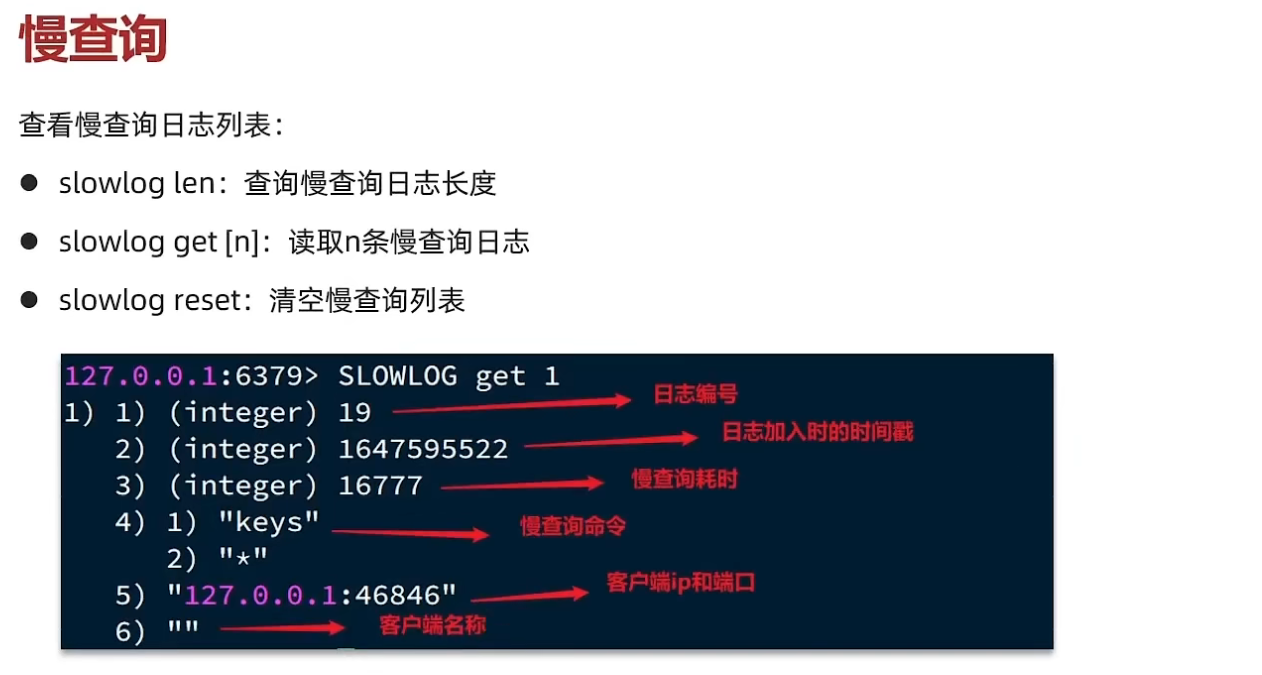 慢查询
查看慢查询日志列表：
● slowlog len：查询慢查询日志长度
● slowlog get [n]：读取n条慢查询日志
● slowlog reset：清空慢查询列表
127.0.0.1:6379> SLOWLOG get 1
1) 1) (integer) 19 日志编号
2) (integer) 1647595522 日志加入时的时间戳
3) (integer) 16777 慢查询耗时
4) 1) "keys" 慢查询命令
2) "*"
5) "127.0.0.1:46846" 客户端ip和端口
6) "" 客户端名称